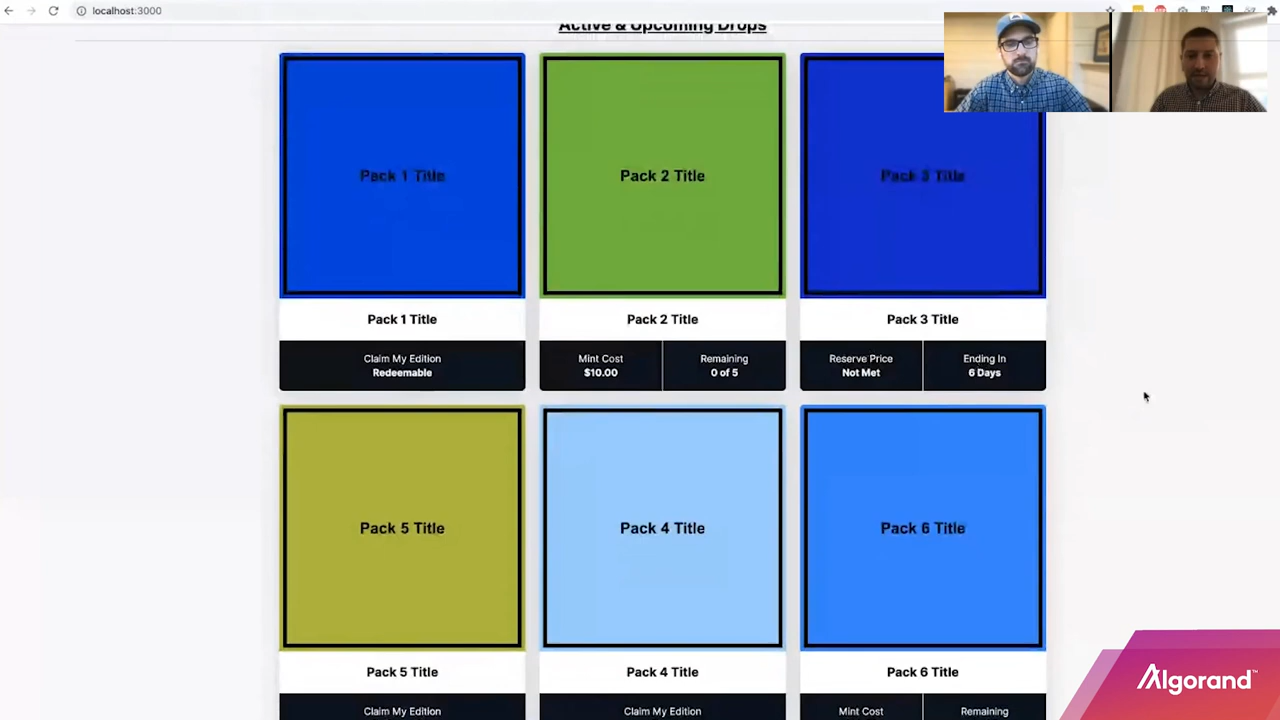 localhost:3000
Active & Upcoming Drops
Pack 1 Title
Pack 2 Title
Pack 3 Title
Pack 1 Title
Pack 2 Title
Pack 3 Title
Claim My Edition
Redeemable
Mint Cost
$10.00
Remaining
0 of 5
Reserve Price
Not Met
Ending In
6 Days
Pack 5 Title
Pack 4 Title
Pack 6 Title
Pack 5 Title
Pack 4 Title
Pack 6 Title
Claim My Edition
Claim My Edition
Mint Cost
Remaining
Algorand™